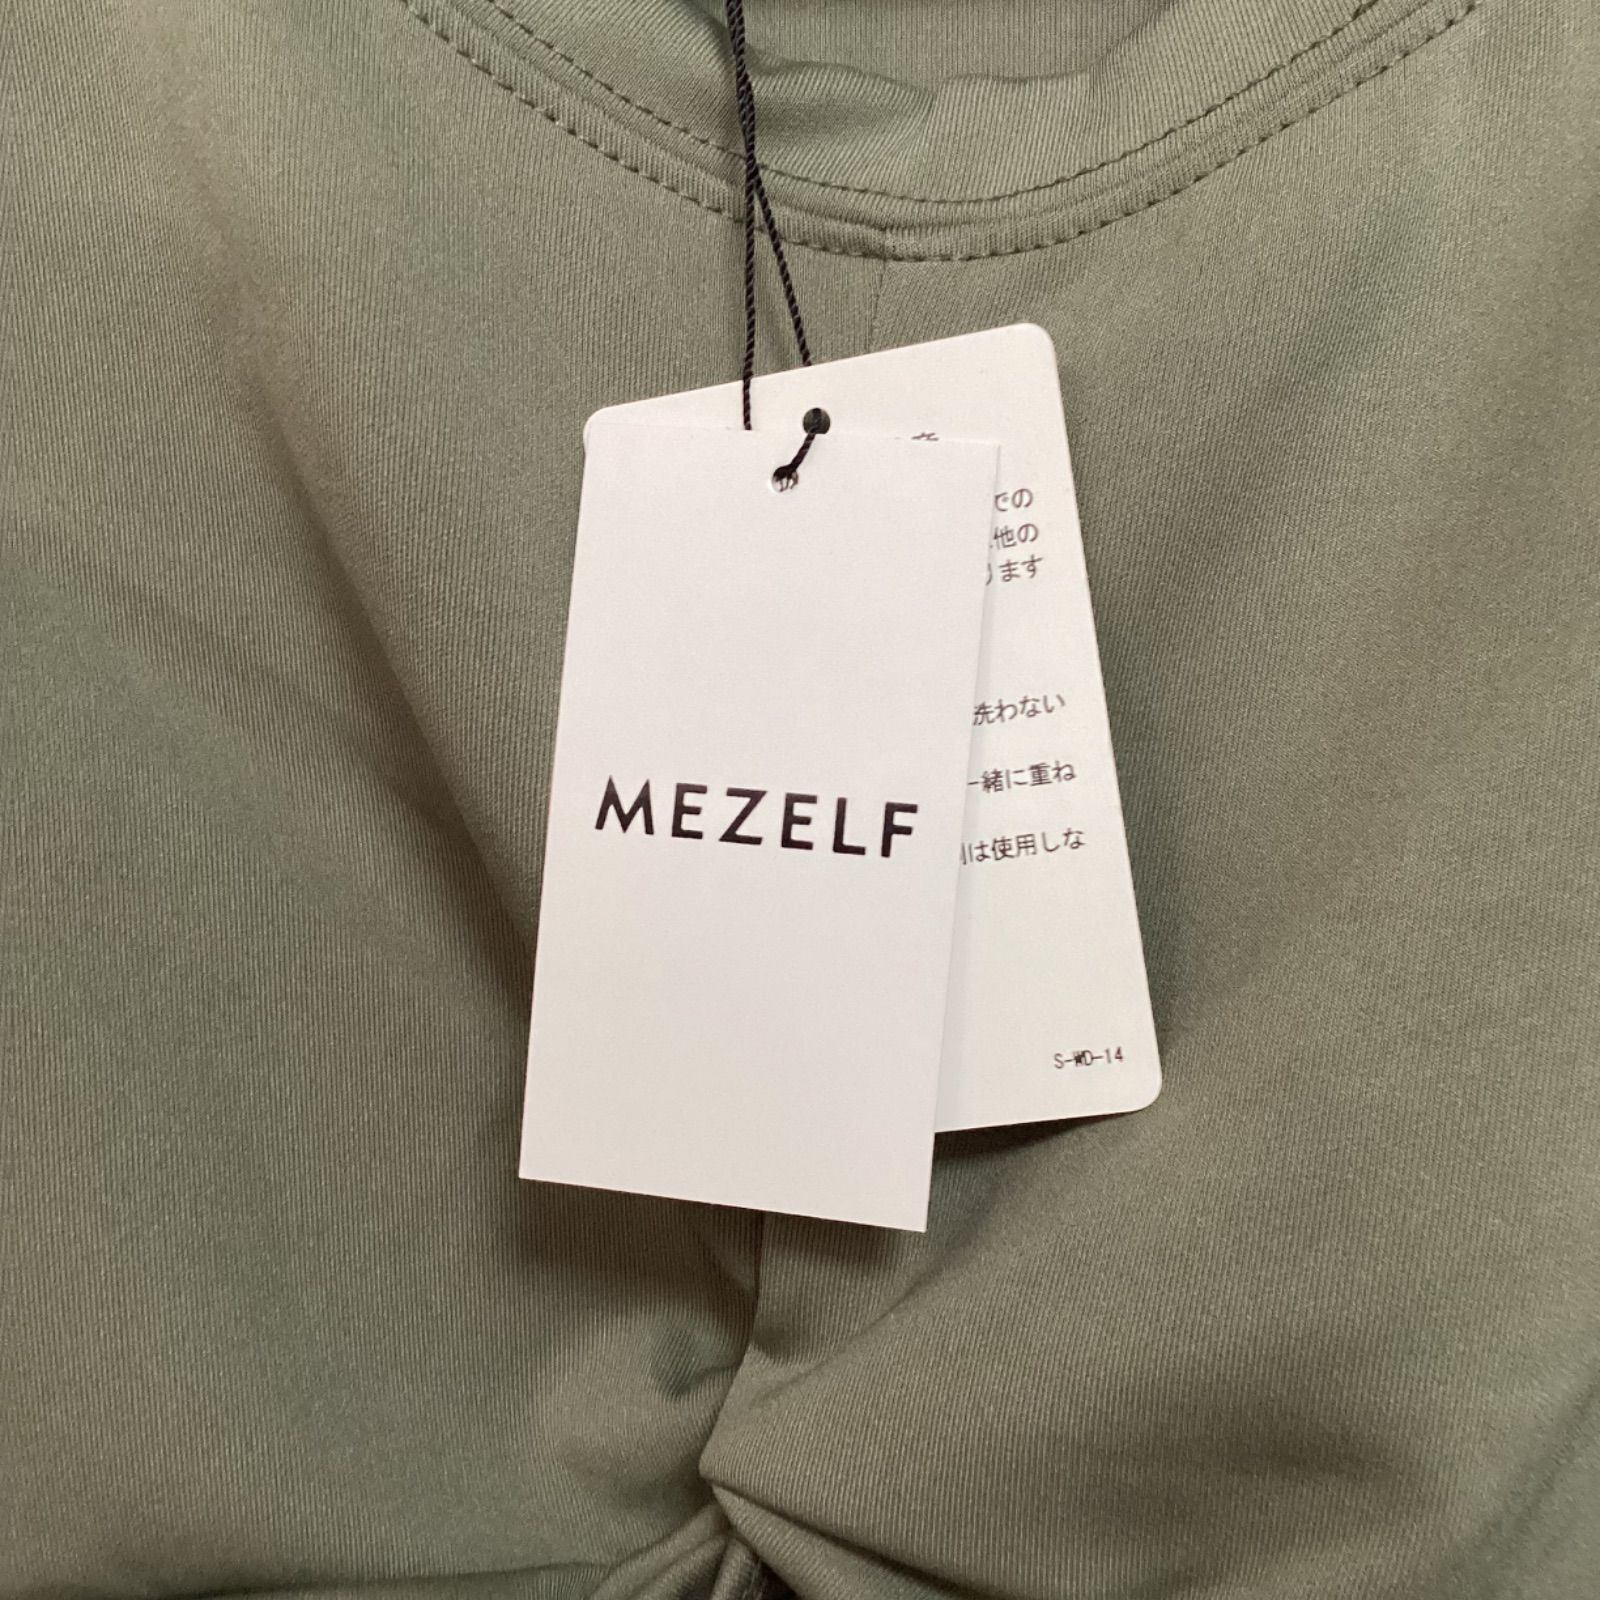 MEZELF
での
他の
ます
洗わない
一緒に重ね
は使用しな
S-WD-14